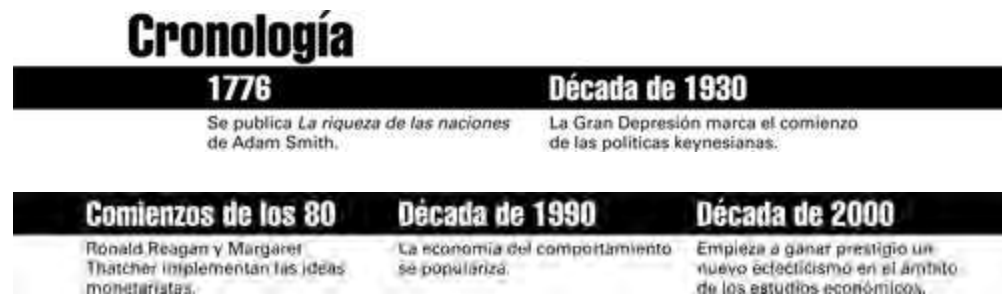 Cronología
1776
Década de 1930
Se publica La riqueza de las naciones
de Adam Smith.
La Gran Depresión marca el comienzo
de las políticas keynesianas.
Comienzos de los 80
Década de 1990
Década de 2000
Ronald Reagan y Margaret
Thatcher implementan las ideas
monetaristas.
La economía del comportamiento
se populariza.
Empieza a ganar prestigio un
nuevo eclecticismo en el ámbito
de los estudios económicos.